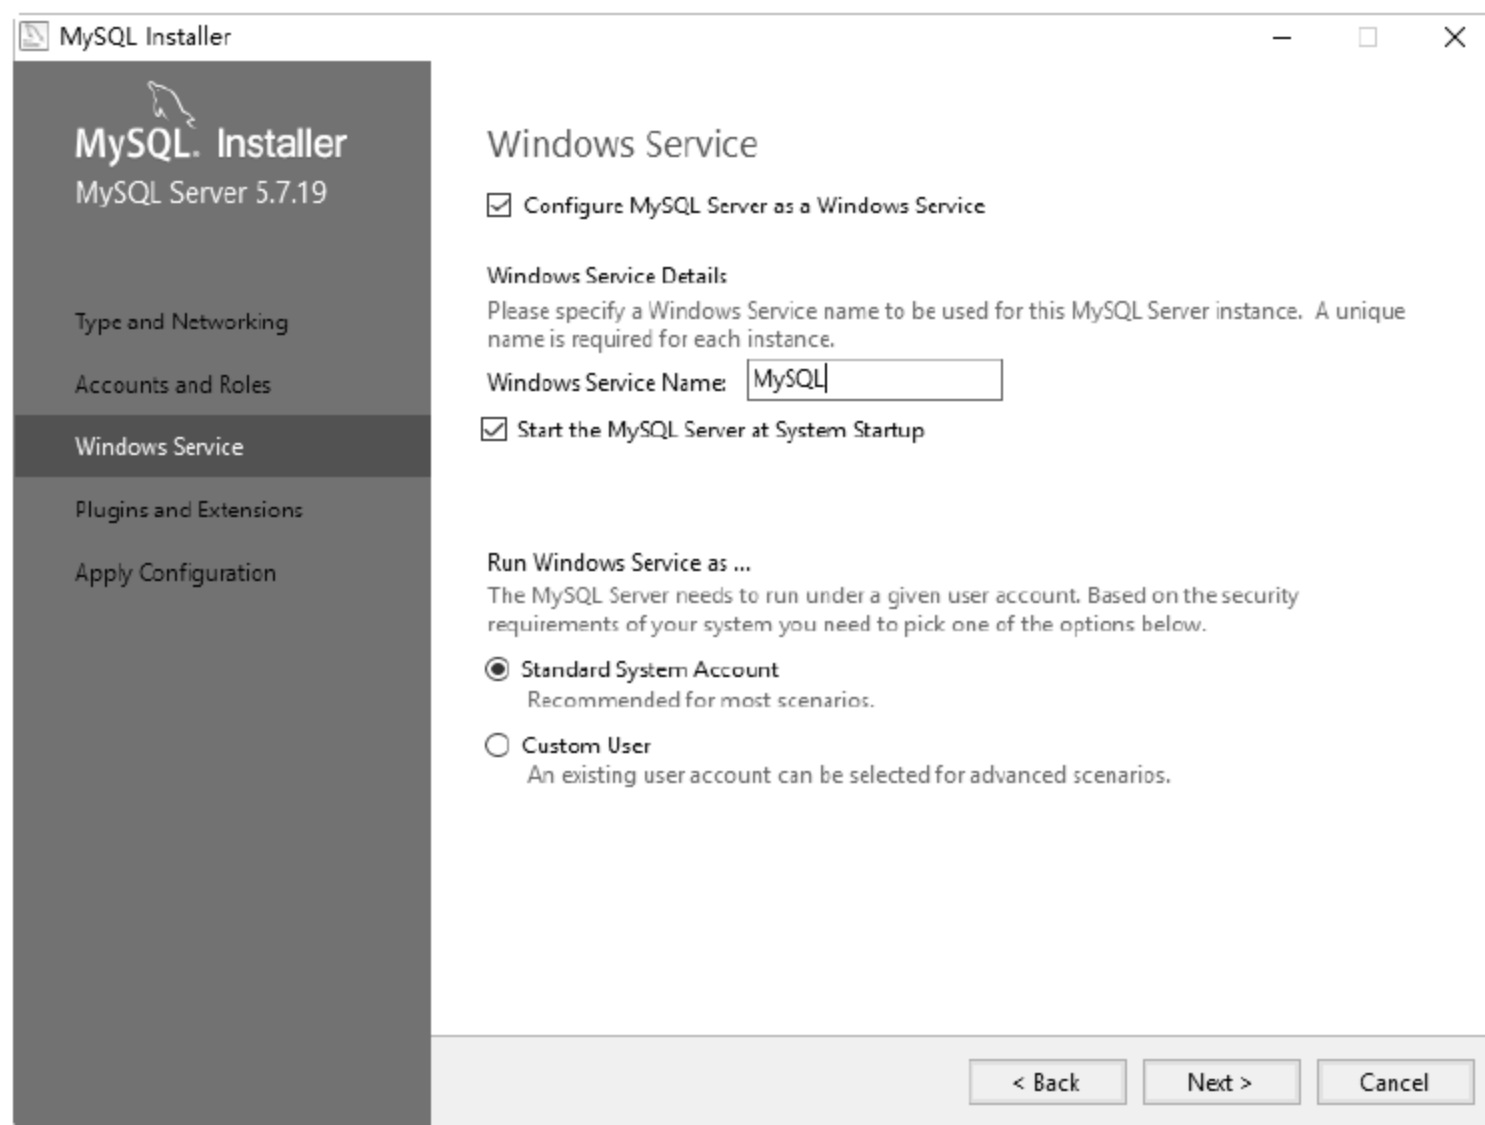 MySQL Installer
MySQL. Installer
MySQL Server 5.7.19
Type and Networking
Accounts and Roles
Windows Service
Plugins and Extensions
Apply Configuration
Windows Service
Configure MySQL Server as a Windows Service
Windows Service Details
Please specify a Windows Service name to be used for this MySQL Server instance. A unique
name is required for each instance.
Windows Service Name: MySQL
Start the MySQL Server at System Startup
Run Windows Service as ...
The MySQL Server needs to run under a given user account. Based on the security
requirements of your system you need to pick one of the options below.
Standard System Account
Recommended for most scenarios.
Custom User
An existing user account can be selected for advanced scenarios.
< Back Next > Cancel